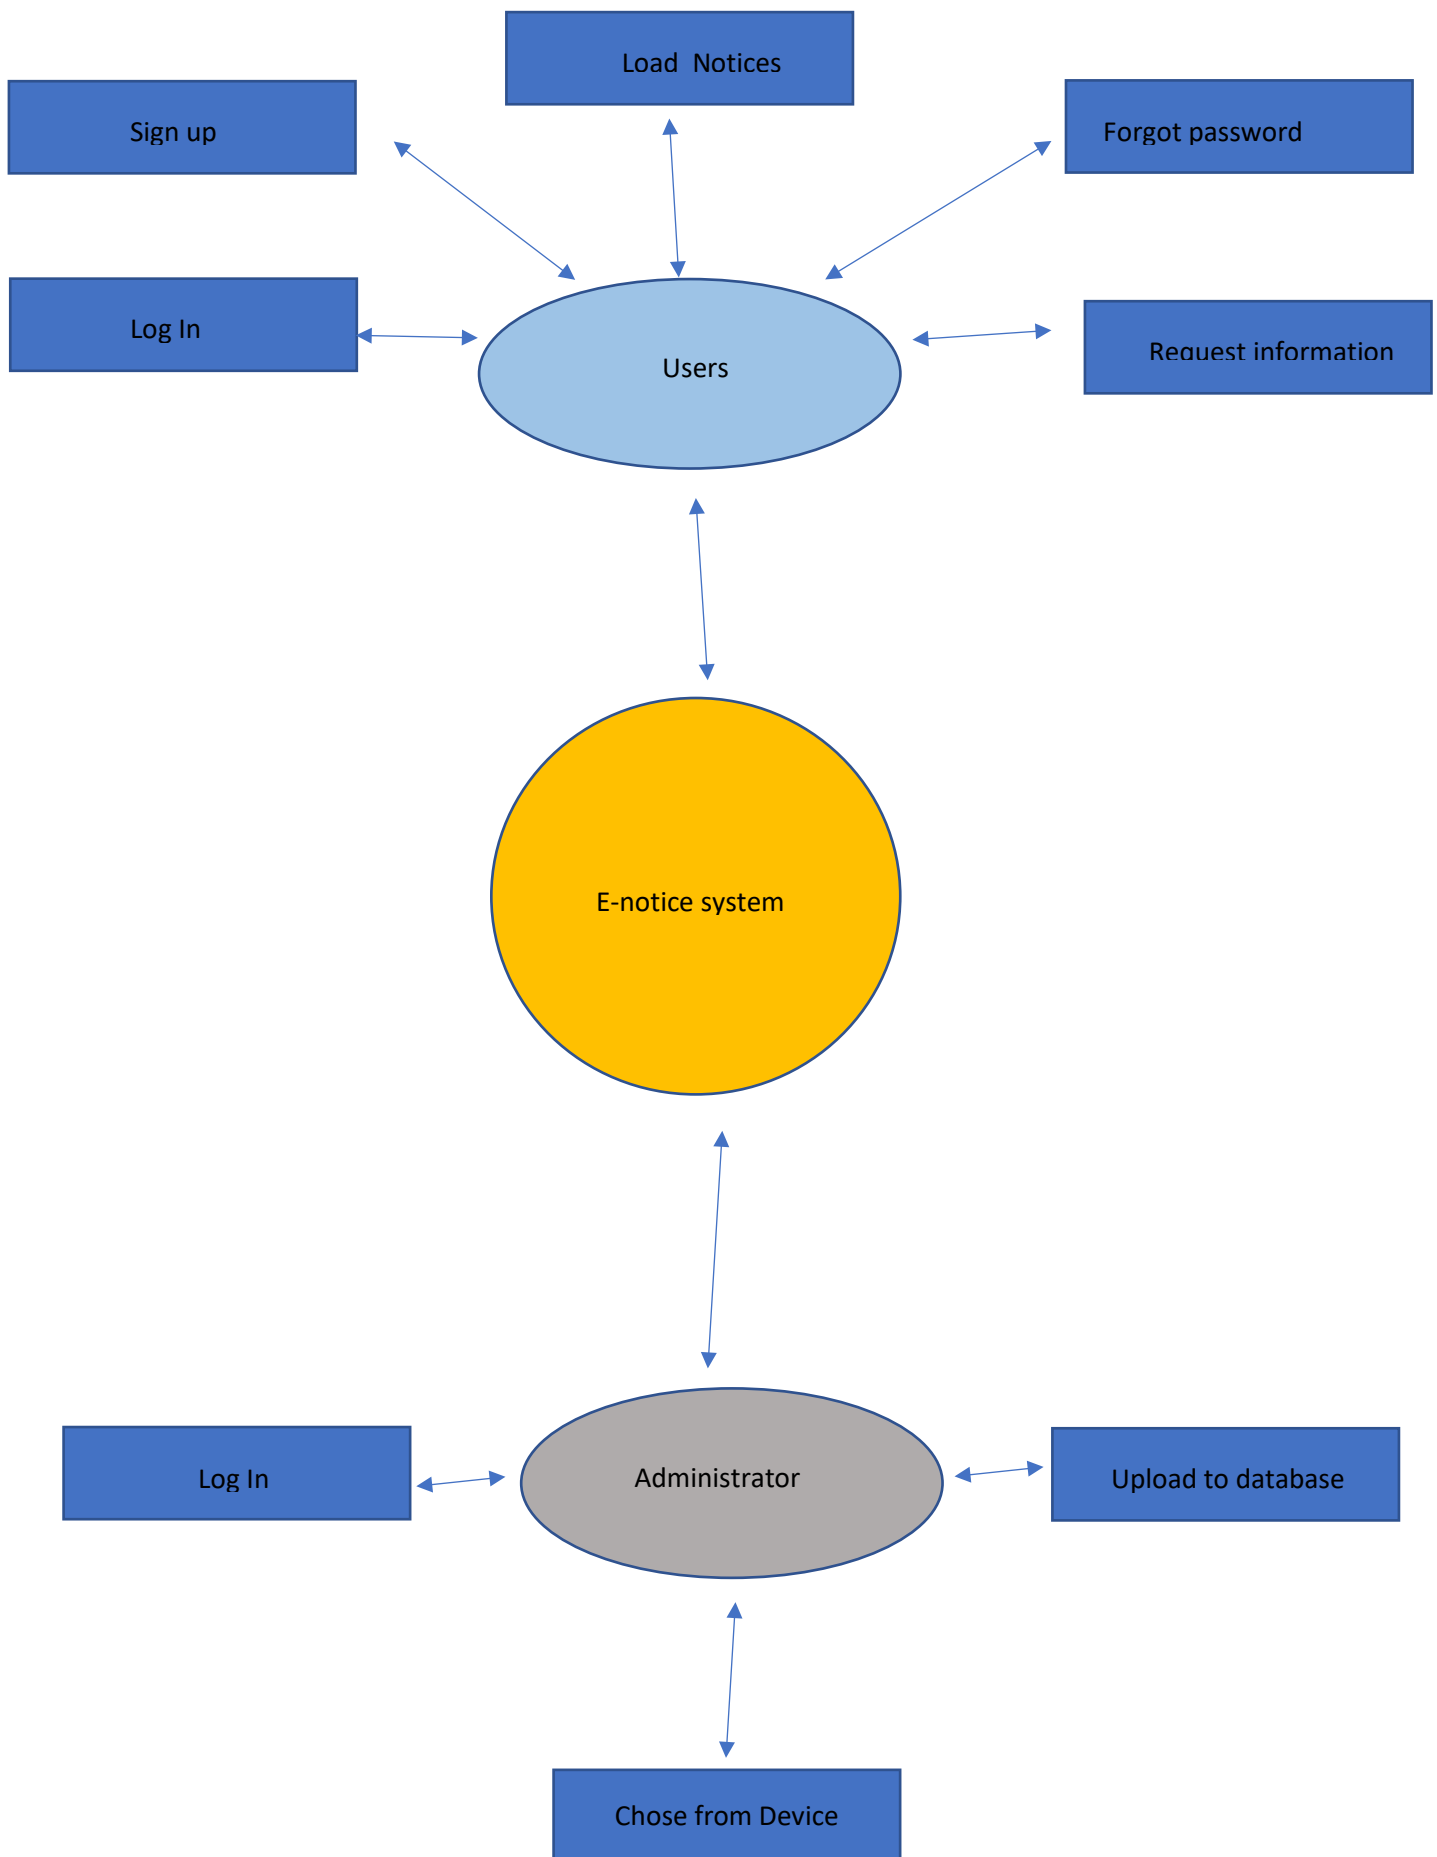 Load  Notices
Sign up
Forgot password
Log In
Request information
Users
E-notice system
Log In
Administrator
Upload to database
Chose from Device